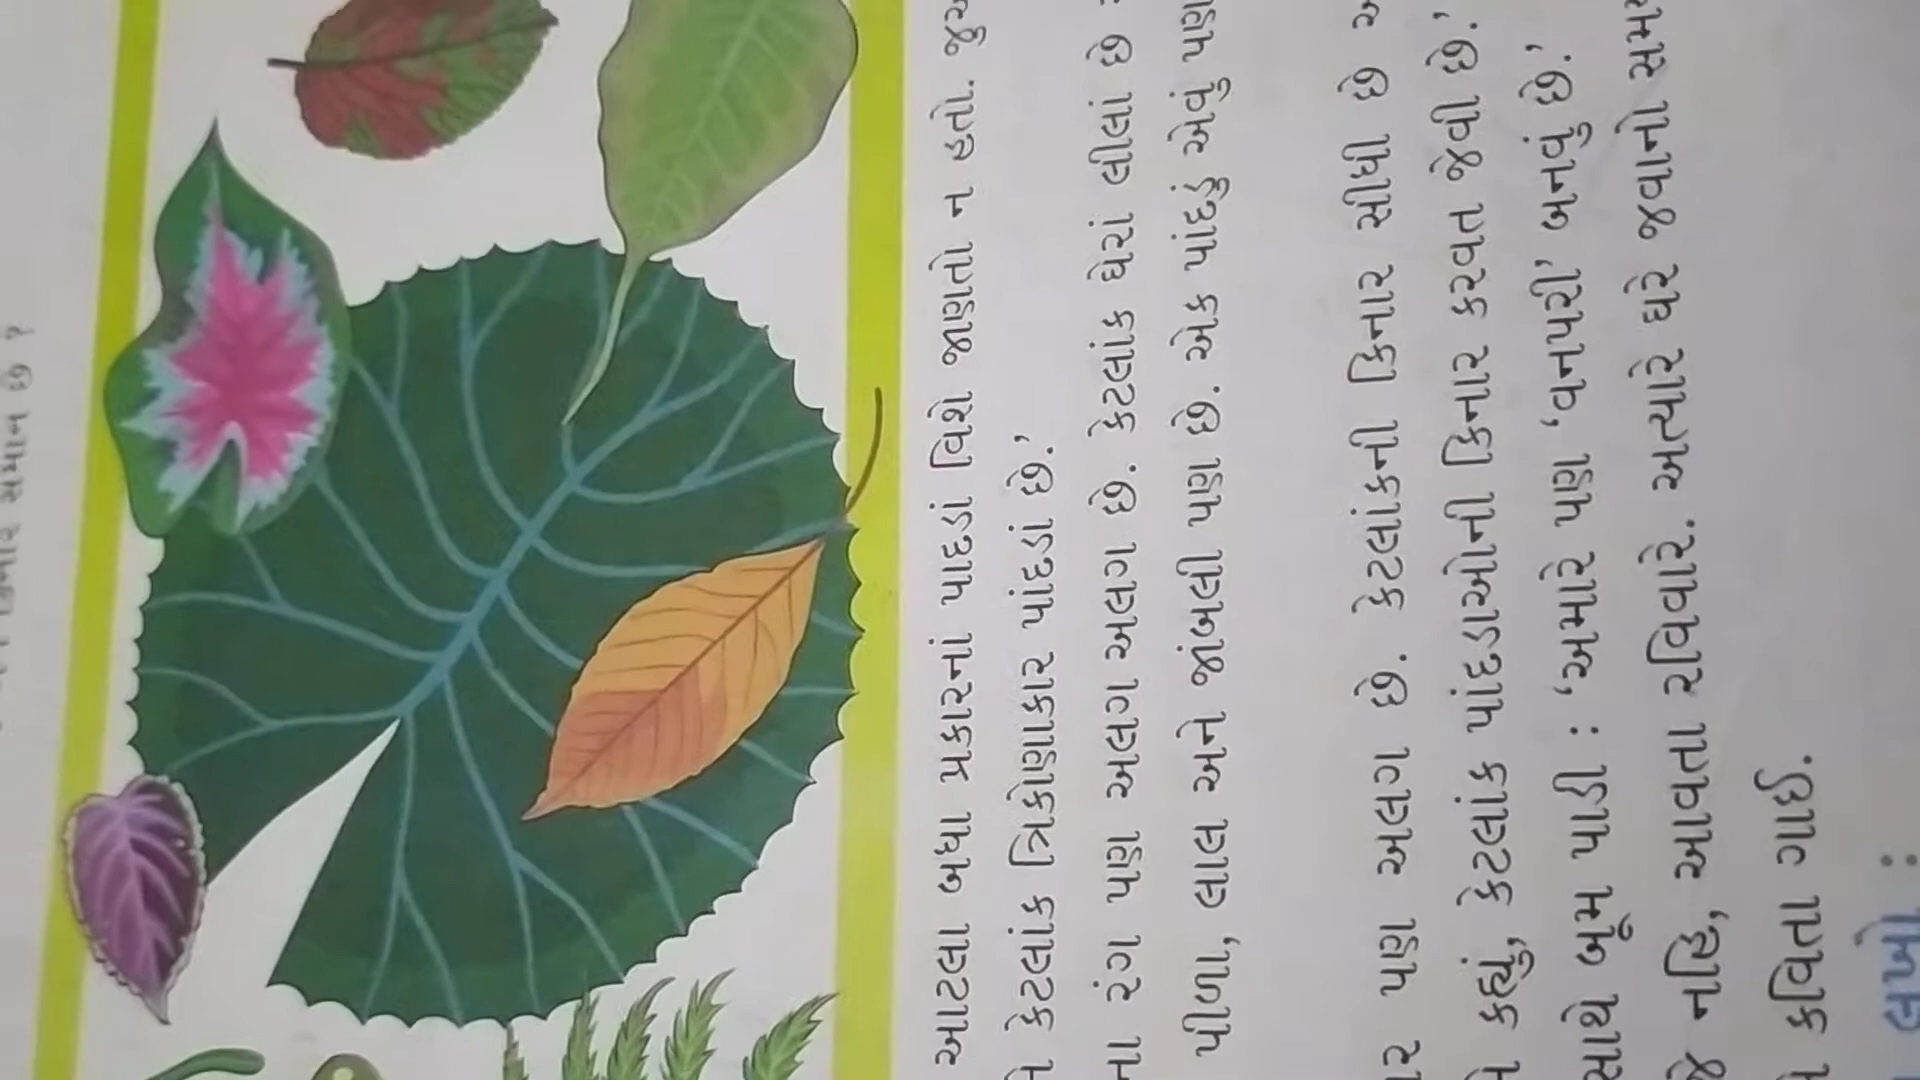 સમાન છે ?
આટલા બધા પ્રકારનાં પાદડાં વિશે જાણતો ન હતો.
કેટલાંક ત્રિકોણાકાર પાંદડાં છે.’
રંગ પણ અલગ અલગ છે. કેટલાંક ઘેરાં લીલાં છે
પીળા, લાલ અને જાંબલી પણ છે. એક પાંદડું એવું પણ
પણ અલગ છે. કેટલાંકની કિનાર સીધી છે
કહ્યું, કેટલાંક પાંદડાઓની કિનાર કરવત જેવી છે.’
સાથે બૂમ પાડી : ‘અમારે પણ ‘વનપરી’ બનવું છે.’
નહિ, આવતા રવિવારે. અત્યારે ઘરે જવાનો
કવિતા ગાઈ.
લખો :